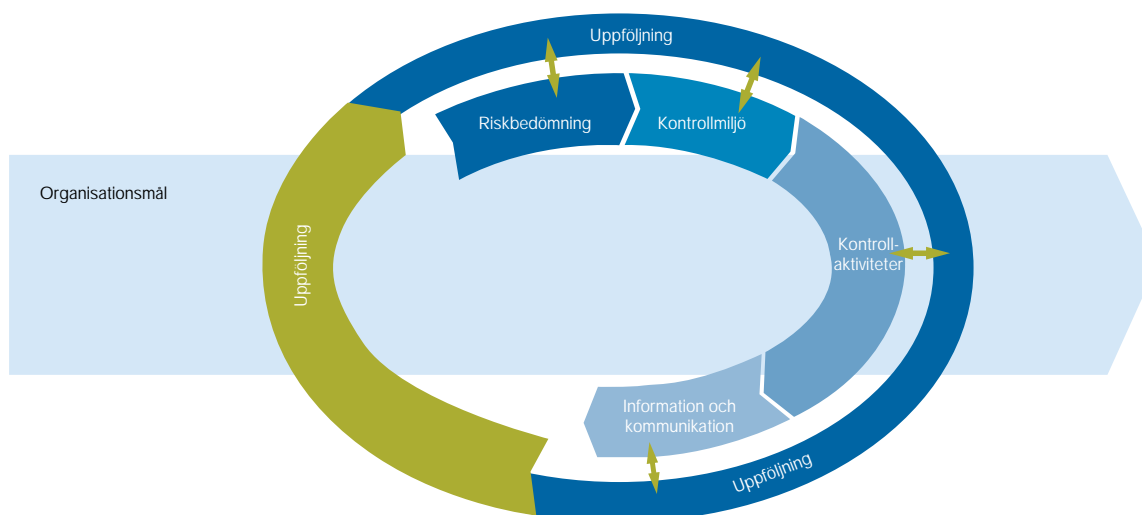 Uppföljning
Riskbedömning
Kontrollmiljö
Organisationsmål
Uppföljning
Kontroll-
aktiviteter
Information och
kommunikation
Uppföljning